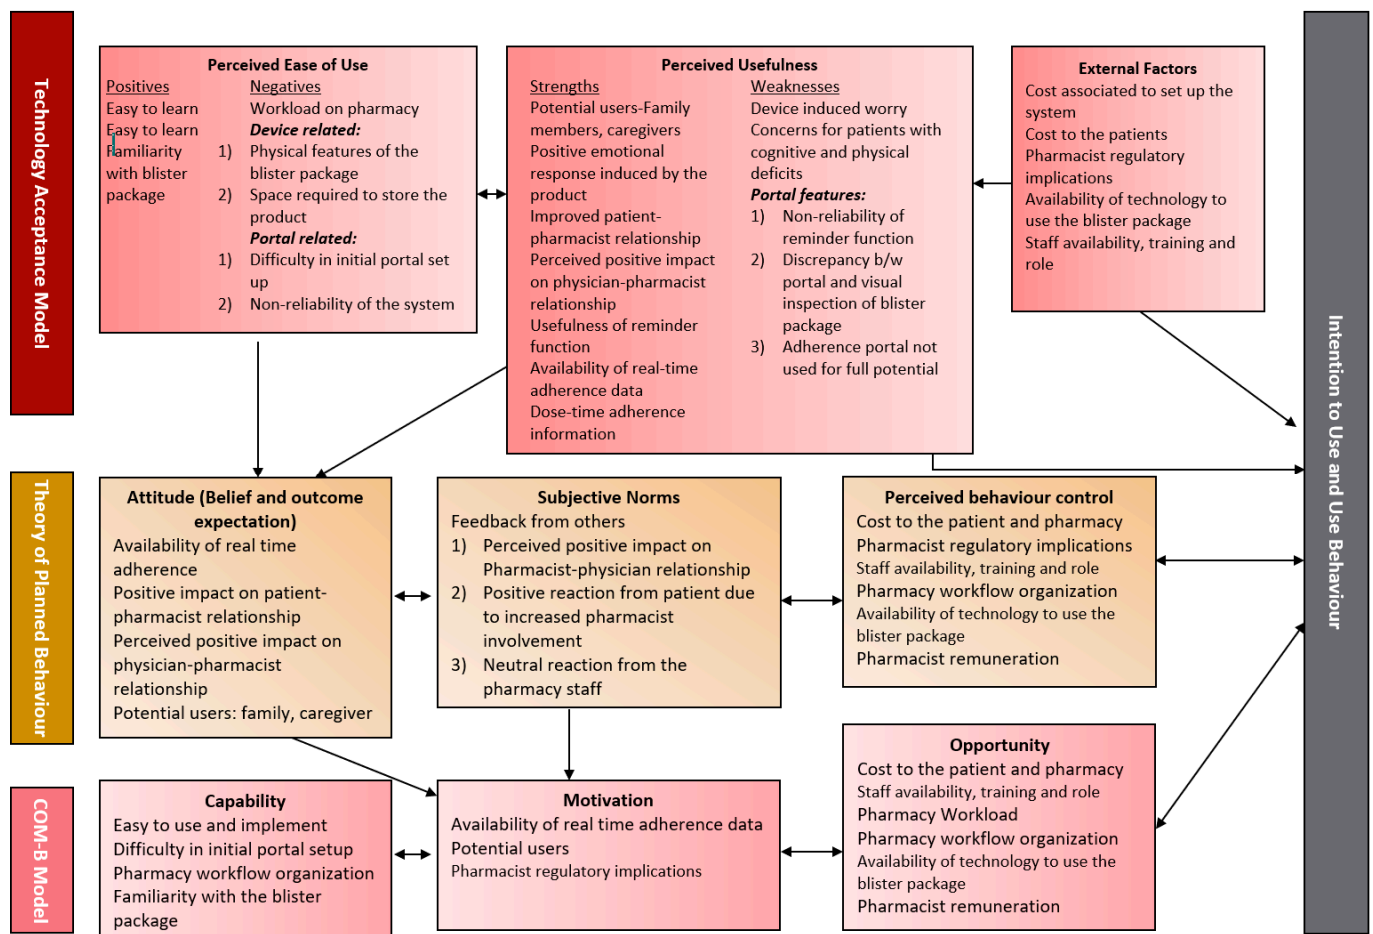 Technology Acceptance Model
Perceived Ease of Use
Positives
Easy to learn
Easy to learn
Familiarity
with blister
package
Negatives
Workload on pharmacy
Device related:
1) Physical features of the
blister package
2) Space required to store the
product
Portal related:
1) Difficulty in initial portal set
up
2) Non-reliability of the system
Perceived Usefulness
Strengths
Potential users-Family
members, caregivers
Positive emotional
response induced by the
product
Improved patient-
pharmacist relationship
Perceived positive impact
on physician-pharmacist
relationship
Usefulness of reminder
function
Availability of real-time
adherence data
Dose-time adherence
information
Weaknesses
Device induced worry
Concerns for patients with
cognitive and physical
deficits
Portal features:
1) Non-reliability of
reminder function
2) Discrepancy b/w
portal and visual
inspection of blister
package
3) Adherence portal not
used for full potential
External Factors
Cost associated to set up the
system
Cost to the patients
Pharmacist regulatory
implications
Availability of technology to
use the blister package
Staff availability, training and
role
Intention to Use and Use Behaviour
Theory of Planned Behaviour
Attitude (Belief and outcome
expectation)
Availability of real time
adherence
Positive impact on patient-
pharmacist relationship
Perceived positive impact on
physician-pharmacist
relationship
Potential users: family, caregiver
Subjective Norms
Feedback from others
1) Perceived positive impact on
Pharmacist-physician relationship
2) Positive reaction from patient due
to increased pharmacist
involvement
3) Neutral reaction from the
pharmacy staff
Perceived behaviour control
Cost to the patient and pharmacy
Pharmacist regulatory implications
Staff availability, training and role
Pharmacy workflow organization
Availability of technology to use the
blister package
Pharmacist remuneration
COM-B Model
Capability
Easy to use and implement
Difficulty in initial portal setup
Pharmacy workflow organization
Familiarity with the blister
package
Motivation
Availability of real time adherence data
Potential users
Pharmacist regulatory implications
Opportunity
Cost to the patient and pharmacy
Staff availability, training and role
Pharmacy Workload
Pharmacy workflow organization
Availability of technology to use the
blister package
Pharmacist remuneration